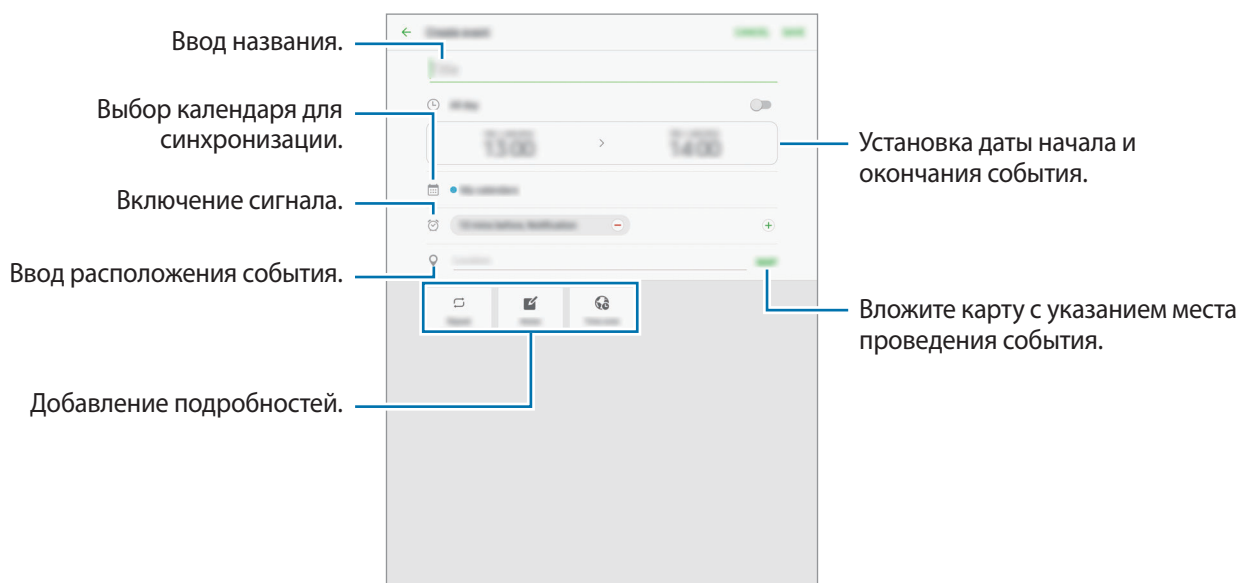 Ввод названия.
Выбор календаря для
синхронизации.
Включение сигнала.
Ввод расположения события.
Добавление подробностей.
13:00
14:00
Установка даты начала и
окончания события.
Вложите карту с указанием места
проведения события.